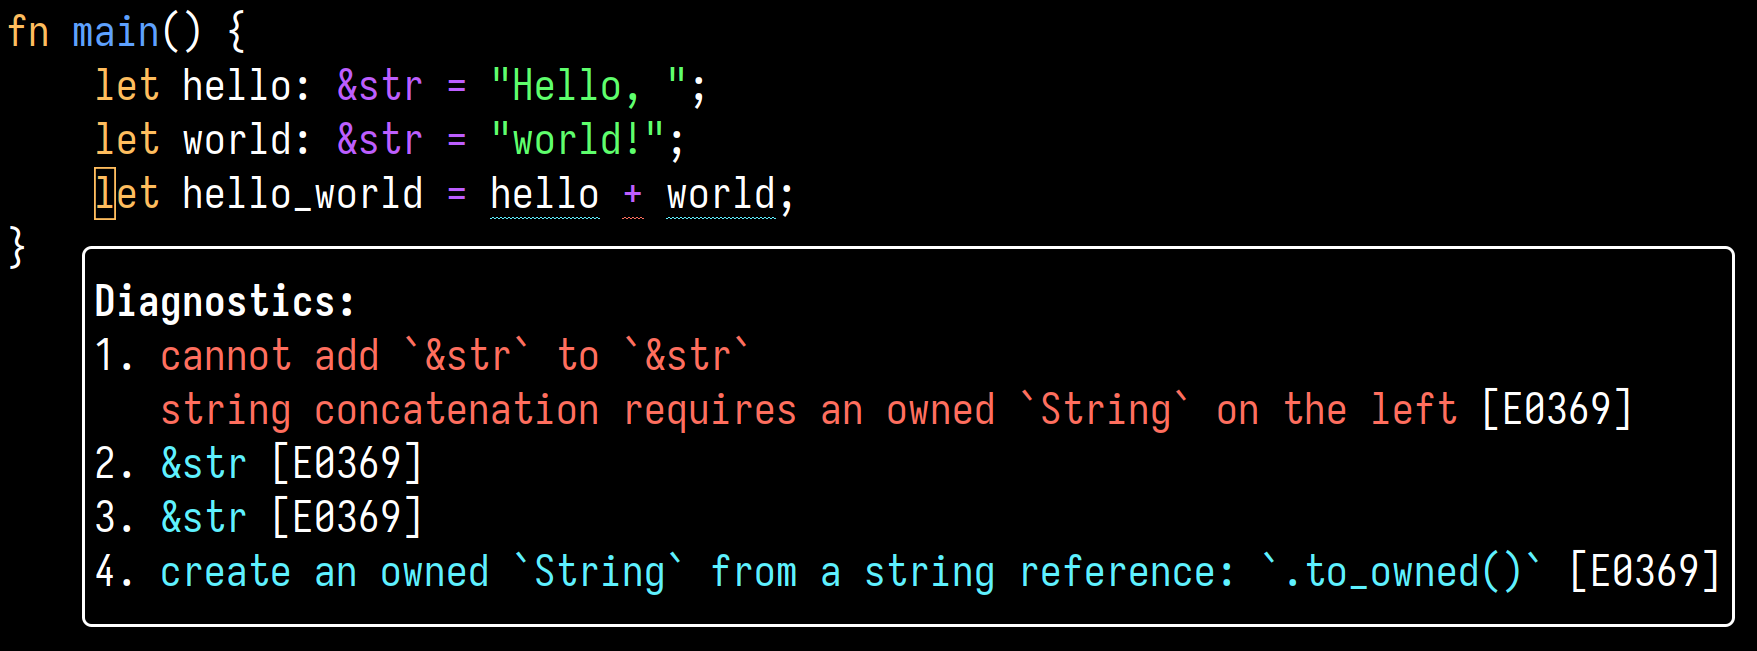 fn main() {
    let hello: &str = "Hello, ";
    let world: &str = "world!";
    let hello_world = hello + world;
}
Diagnostics:
1. cannot add `&str` to `&str`
   string concatenation requires an owned `String` on the left [E0369]
2. &str [E0369]
3. &str [E0369]
4. create an owned `String` from a string reference: `.to_owned()` [E0369]